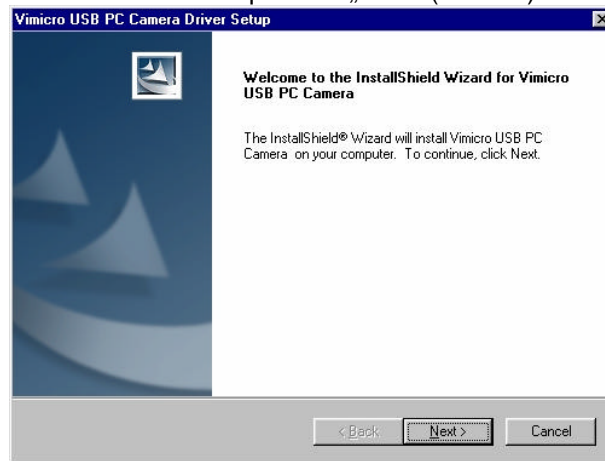 Vimicro USB PC Camera Driver Setup
Welcome to the InstallShield Wizard for Vimicro
USB PC Camera
The InstallShield® Wizard will install Vimicro USB PC
Camera on your computer. To continue, click Next.
< Back
Next >
Cancel